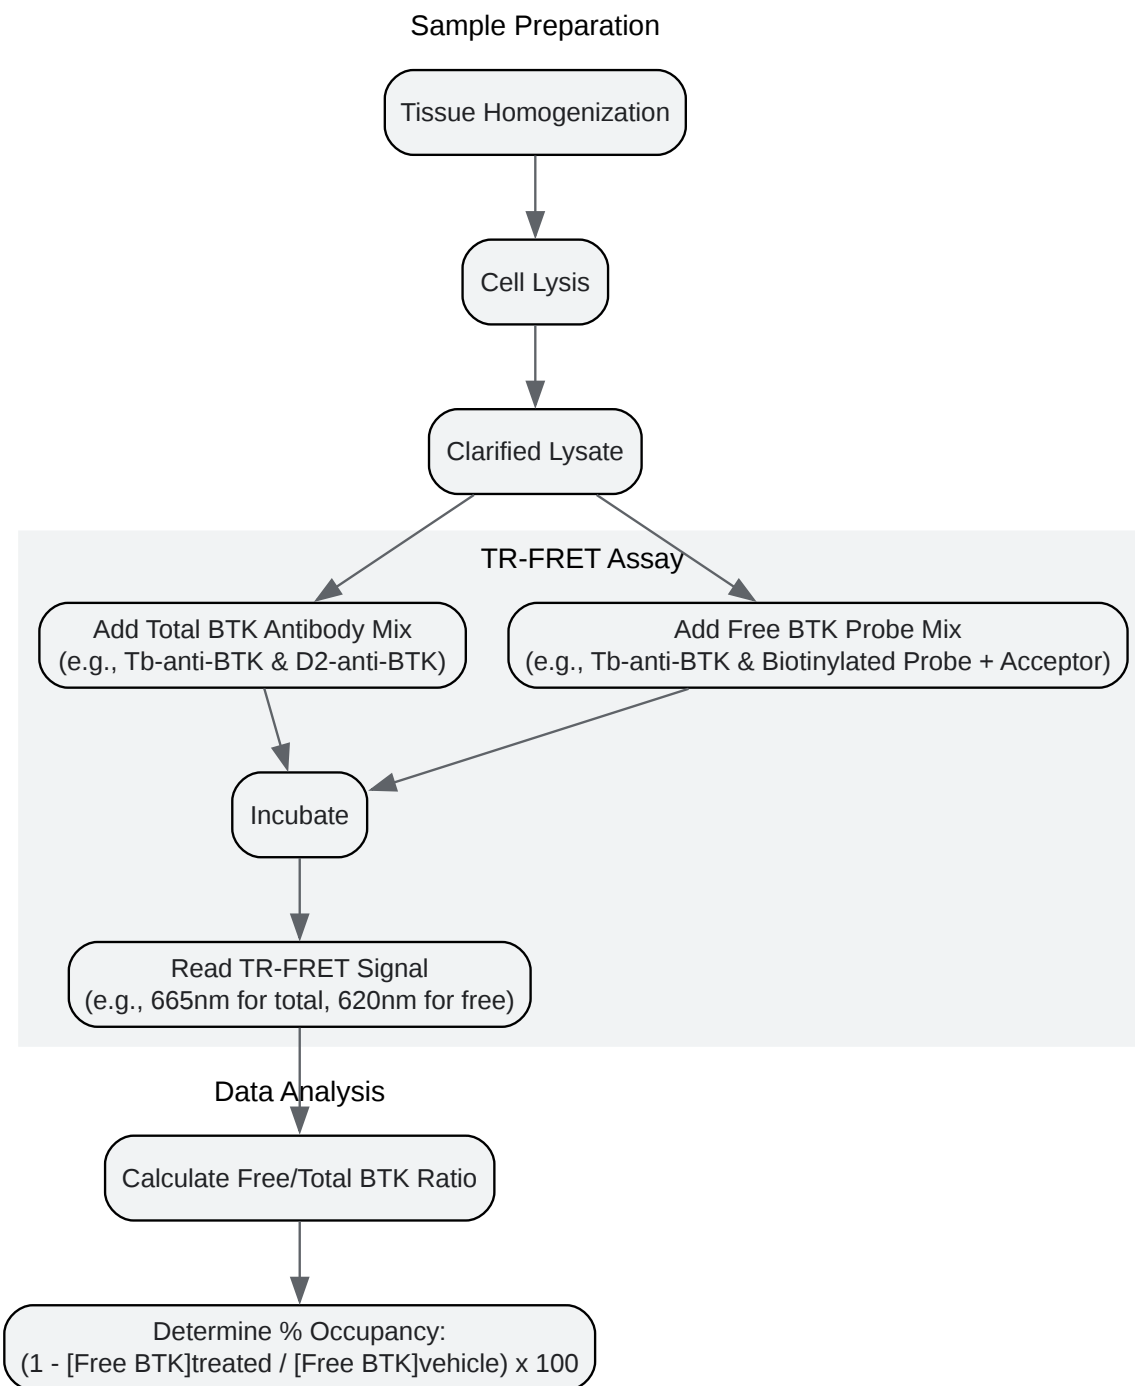 Sample Preparation
Tissue Homogenization
Cell Lysis
Clarified Lysate
TR-FRET Assay
Add Total BTK Antibody Mix
(e.g., Tb-anti-BTK & D2-anti-BTK)
Add Free BTK Probe Mix
(e.g., Tb-anti-BTK & Biotinylated Probe + Acceptor)
Incubate
Read TR-FRET Signal
(e.g., 665nm for total, 620nm for free)
Data Analysis
Calculate Free/Total BTK Ratio
Determine % Occupancy:
(1 - [Free BTK]treated / [Free BTK]vehicle) x 100